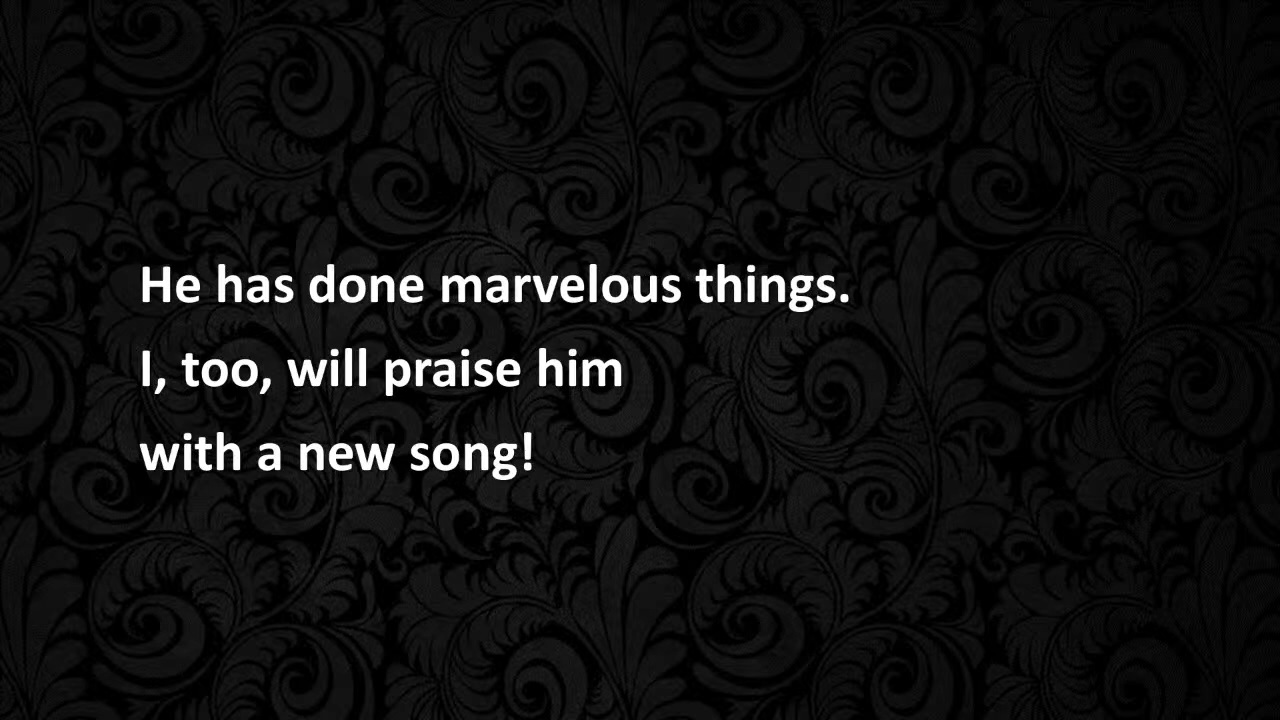 He has done marvelous things.
I, too, will praise him
with a new song!